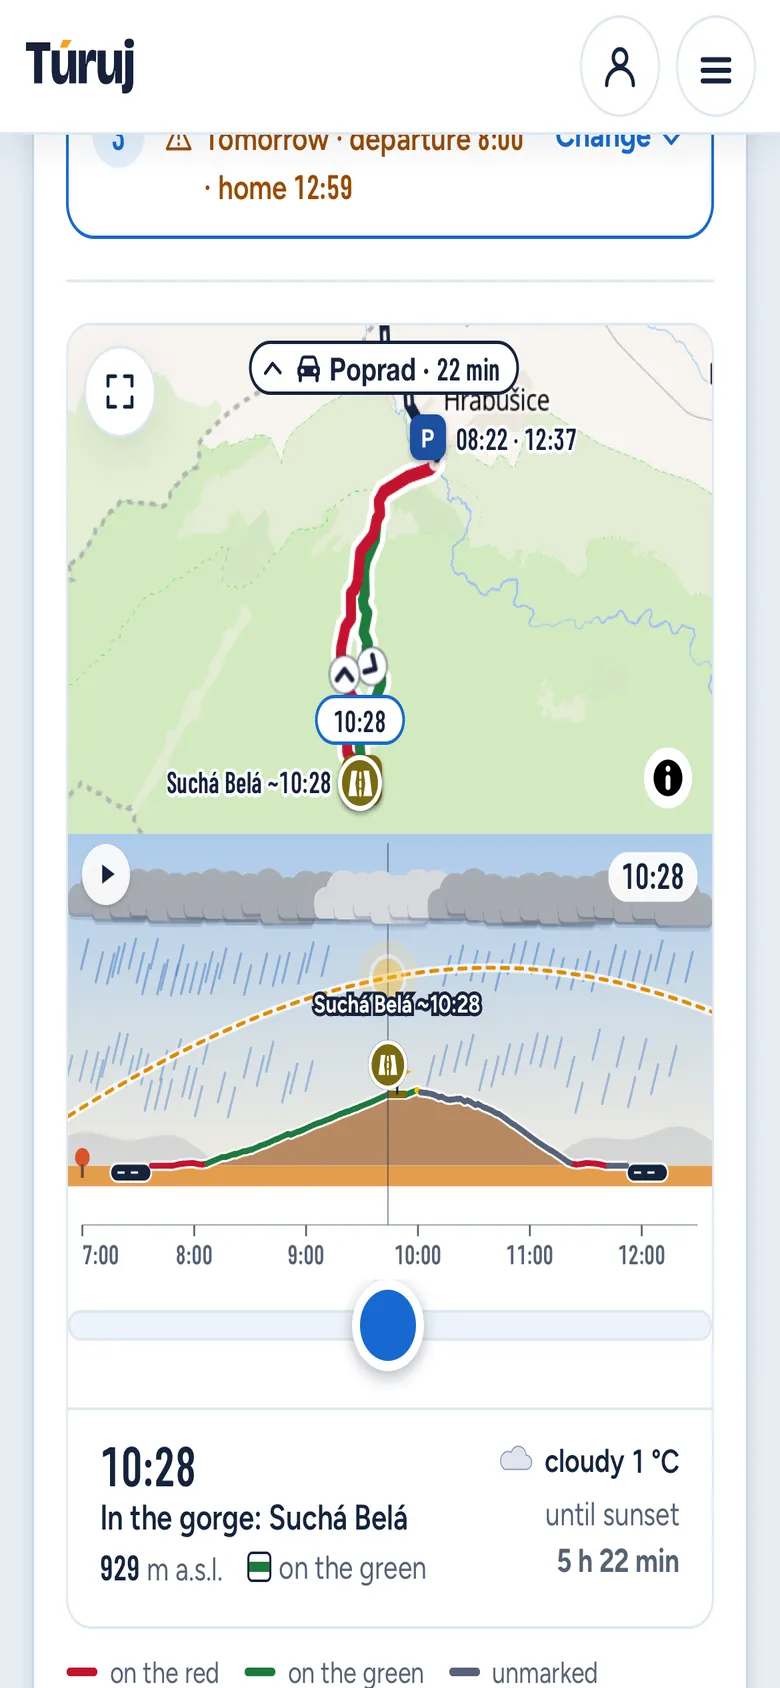 Túruj
3 Tomorrow · departure 8:00 Change
· home 12:59
Poprad · 22 min
Hrabušice
P 08:22 · 12:37
10:28
Suchá Belá ~10:28
10:28
Suchá Belá ~10:28
7:00 8:00 9:00 10:00 11:00 12:00
10:28 cloudy 1 °C
In the gorge: Suchá Belá until sunset
929 m a.s.l. on the green 5 h 22 min
on the red on the green unmarked